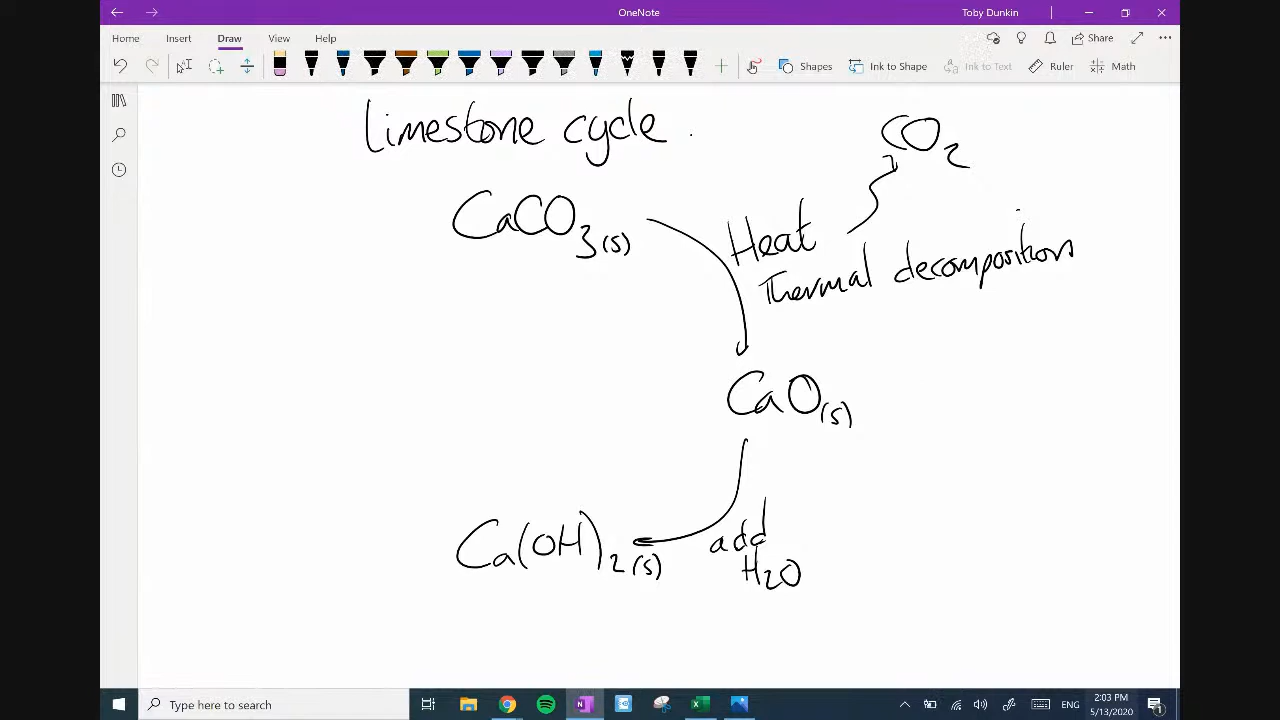 OneNote
Toby Dunkin
Home Insert Draw View Help
Share
Shapes Ink to Shape Ink to Text Ruler Math
Limestone cycle .
CO2
CaCO3(s)
Heat
Thermal decomposition
CaO(s)
Ca(OH)2(s)
add
H2O
Type here to search
ENG
2:03 PM
5/13/2020
1